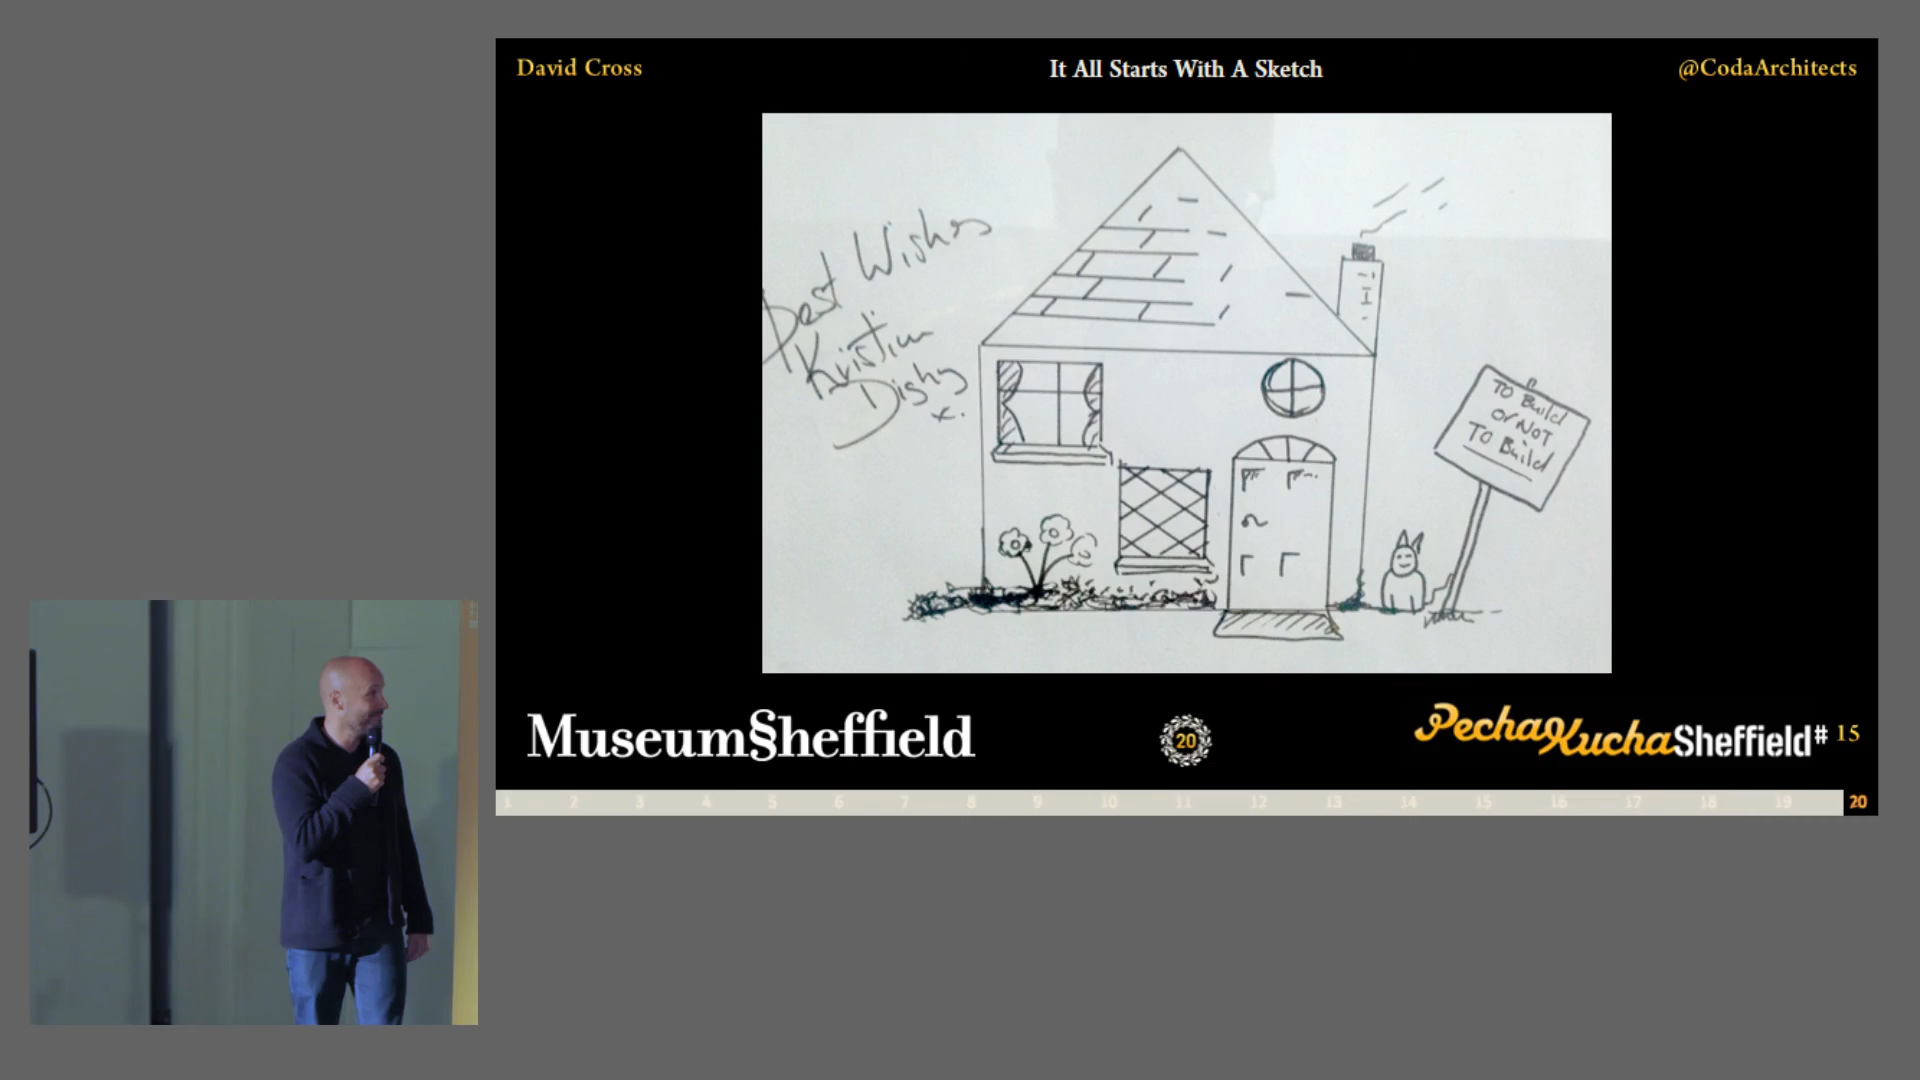 David Cross
It All Starts With A Sketch
@CodaArchitects
Best Wishes
Kristin
Digby
x.
To Build
or NOT
To Build
Museum§heffield
20
PechaKuchaSheffield# 15
1 2 3 4 5 6 7 8 9 10 11 12 13 14 15 16 17 18 19 20